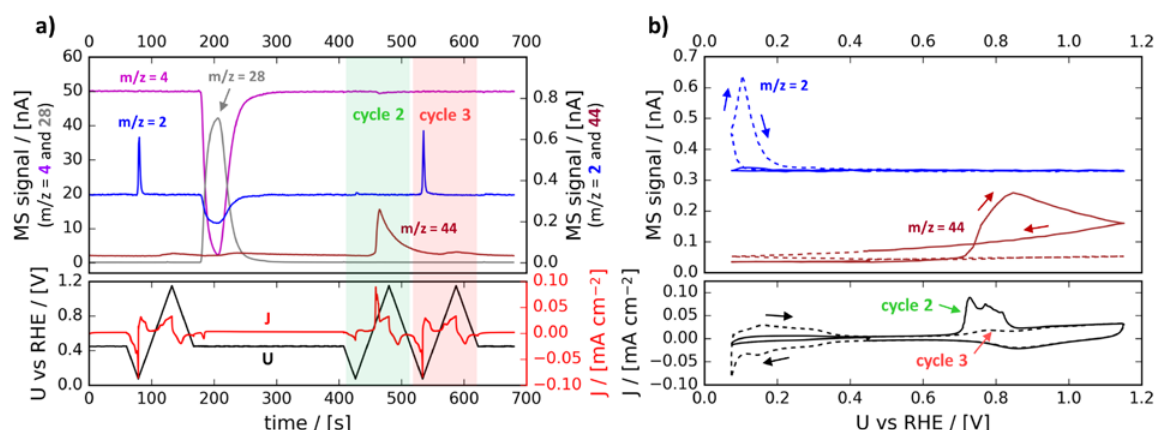 a)
0 100 200 300 400 500 600 700
MS signal / [nA]
(m/z = 4 and 28)
60
50
40
30
20
10
0
m/z = 4
m/z = 28
m/z = 2
cycle 2
cycle 3
m/z = 44
0.8
0.6
0.4
0.2
0.0
MS signal / [nA]
(m/z = 2 and 44)
U vs RHE / [V]
1.2
0.8
0.4
0.0
J
U
0.10
0.05
0.00
−0.05
−0.10
J / [mA cm−2]
0 100 200 300 400 500 600 700
time / [s]
b)
0.0 0.2 0.4 0.6 0.8 1.0 1.2
MS signal / [nA]
0.7
0.6
0.5
0.4
0.3
0.2
0.1
0.0
m/z = 2
m/z = 44
J / [mA cm−2]
0.10
0.05
0.00
−0.05
−0.10
cycle 2
cycle 3
0.0 0.2 0.4 0.6 0.8 1.0 1.2
U vs RHE / [V]